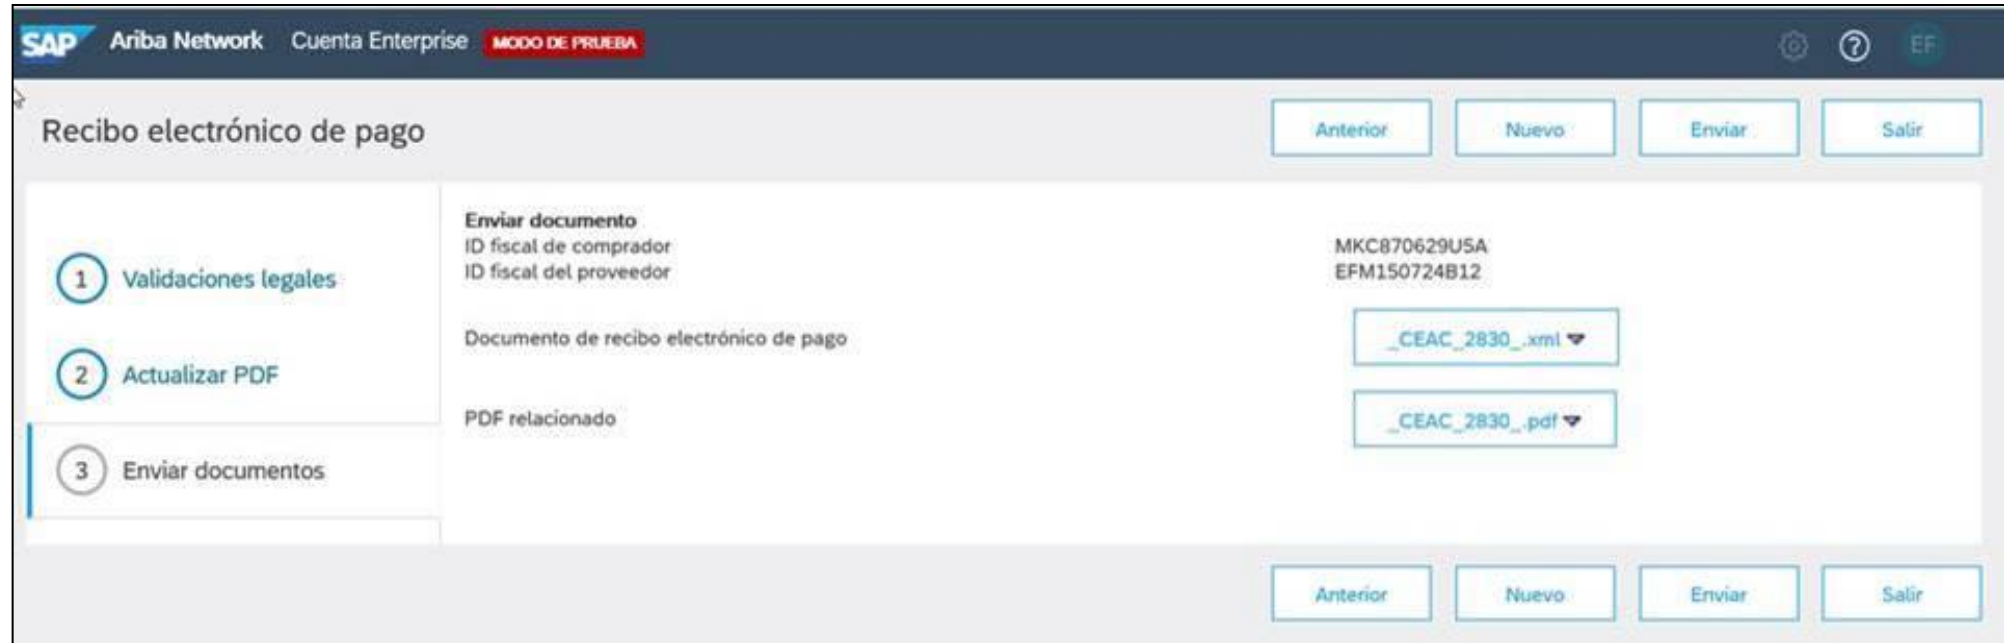 SAP Ariba Network Cuenta Enterprise MODO DE PRUEBA EF
Recibo electrónico de pago Anterior Nuevo Enviar Salir
Enviar documento
ID fiscal de comprador MKC870629U5A
ID fiscal del proveedor EFM150724B12
1 Validaciones legales
Documento de recibo electrónico de pago _CEAC_2830_.xml
2 Actualizar PDF
PDF relacionado _CEAC_2830_.pdf
3 Enviar documentos
Anterior Nuevo Enviar Salir